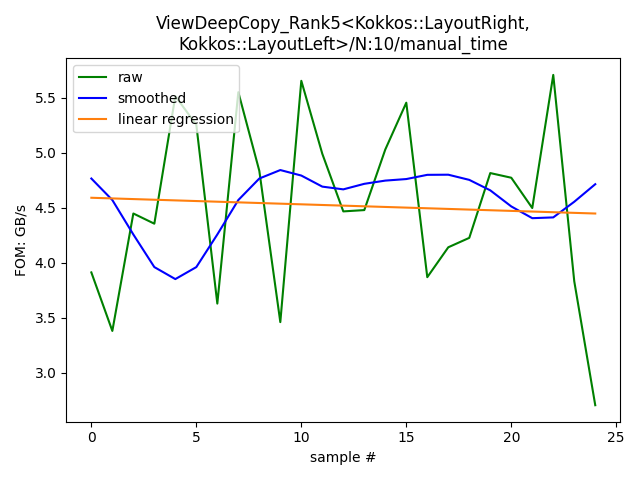 ViewDeepCopy_Rank5<Kokkos::LayoutRight,
Kokkos::LayoutLeft>/N:10/manual_time
raw
smoothed
linear regression
FOM: GB/s
5.5
5.0
4.5
4.0
3.5
3.0
0 5 10 15 20 25
sample #